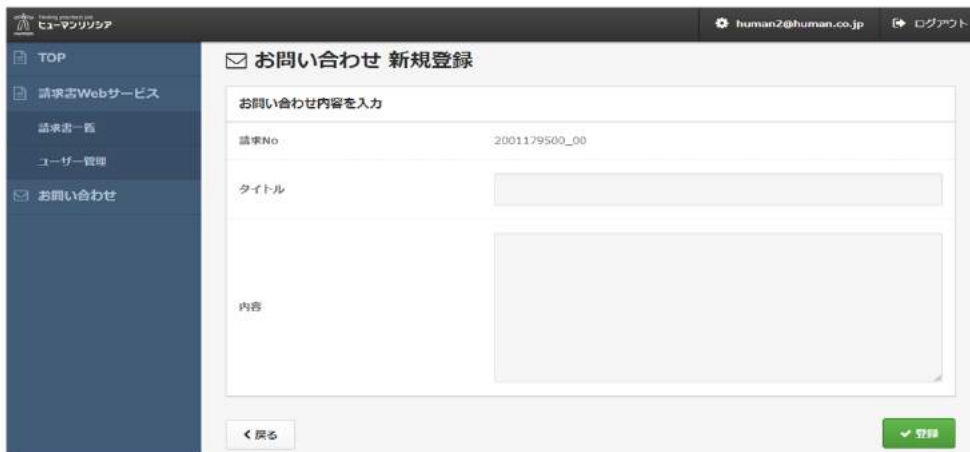 ヒューマンリソシア
human2@human.co.jp
ログアウト
TOP
請求書Webサービス
請求書一覧
ユーザー管理
お問い合わせ
お問い合わせ 新規登録
お問い合わせ内容を入力
請求No
2001179500_00
タイトル
内容
戻る
登録